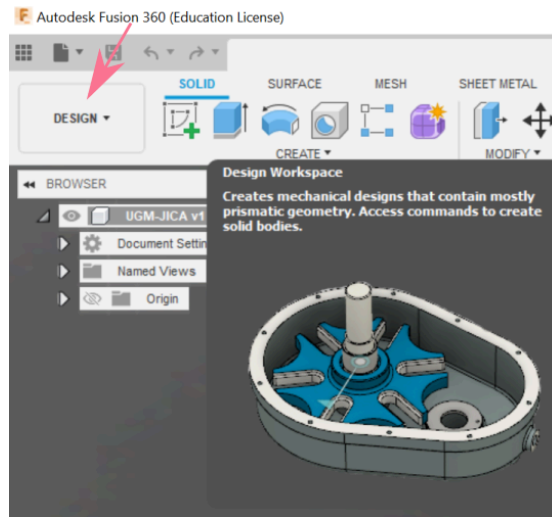 Autodesk Fusion 360 (Education License)
SOLID SURFACE MESH SHEET METAL
DESIGN
CREATE MODIFY
BROWSER
Design Workspace
Creates mechanical designs that contain mostly
prismatic geometry. Access commands to create
solid bodies.
UGM-JICA v1
Document Settin
Named Views
Origin